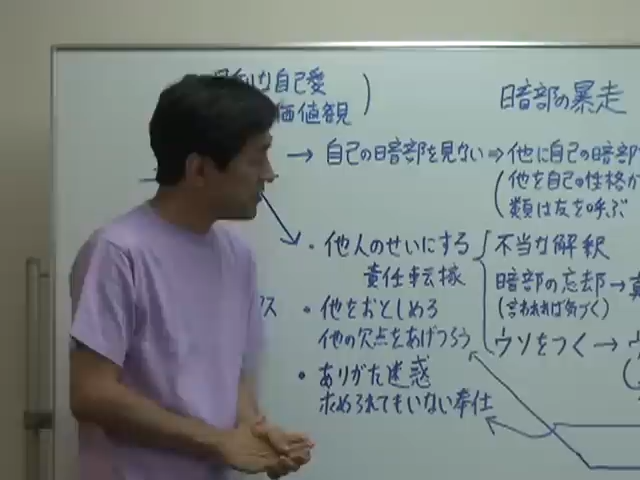 な自己愛
価値観)
暗部の暴走
→ 自己の暗部を見ない⇒他に自己の暗部
(他を自己の性格か
類は友を呼ぶ
・他人のせいにする
責任転嫁
不当な解釈
暗部の忘却→真
(言われれば気づく)
ウソをつく→
クス
・他をおとしめる
他の欠点をあげつらう
・ありがた迷惑
求められてもいない奉仕